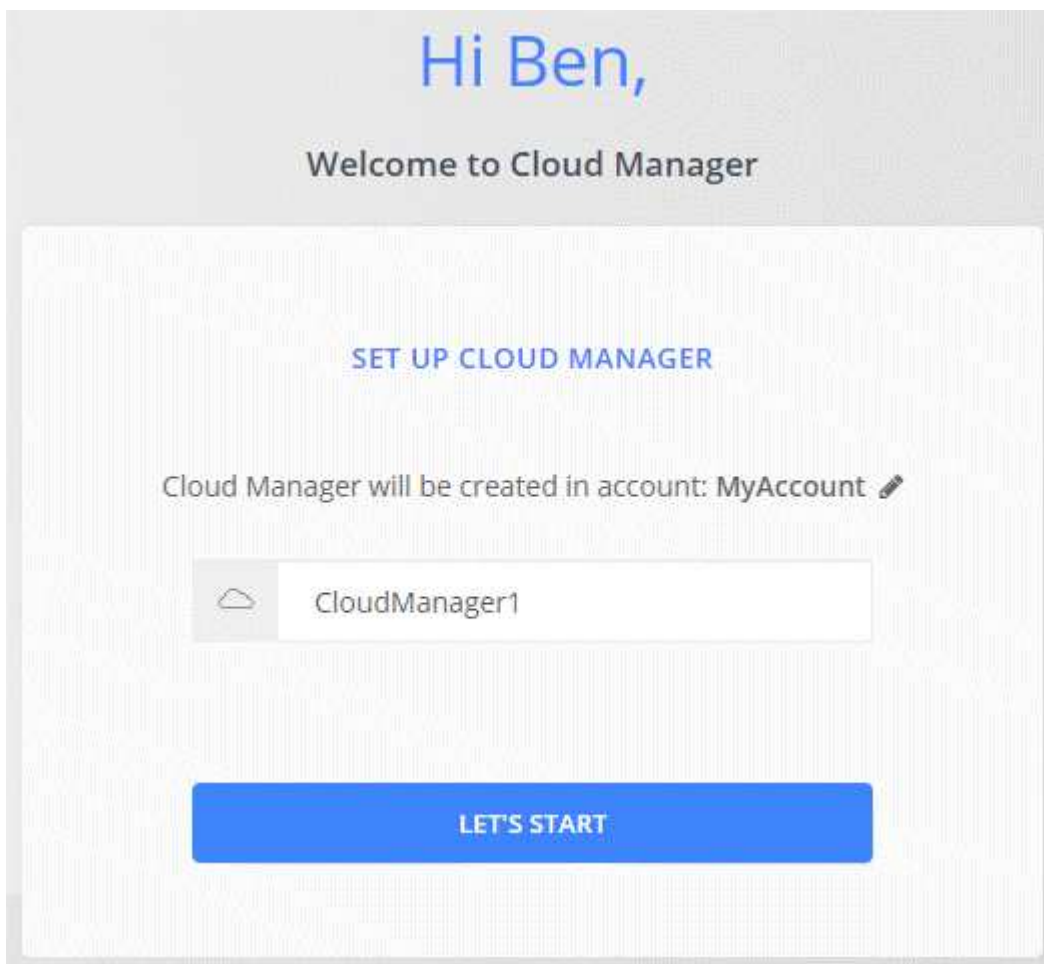 Hi Ben,
Welcome to Cloud Manager
SET UP CLOUD MANAGER
Cloud Manager will be created in account: MyAccount
CloudManager1
LET'S START